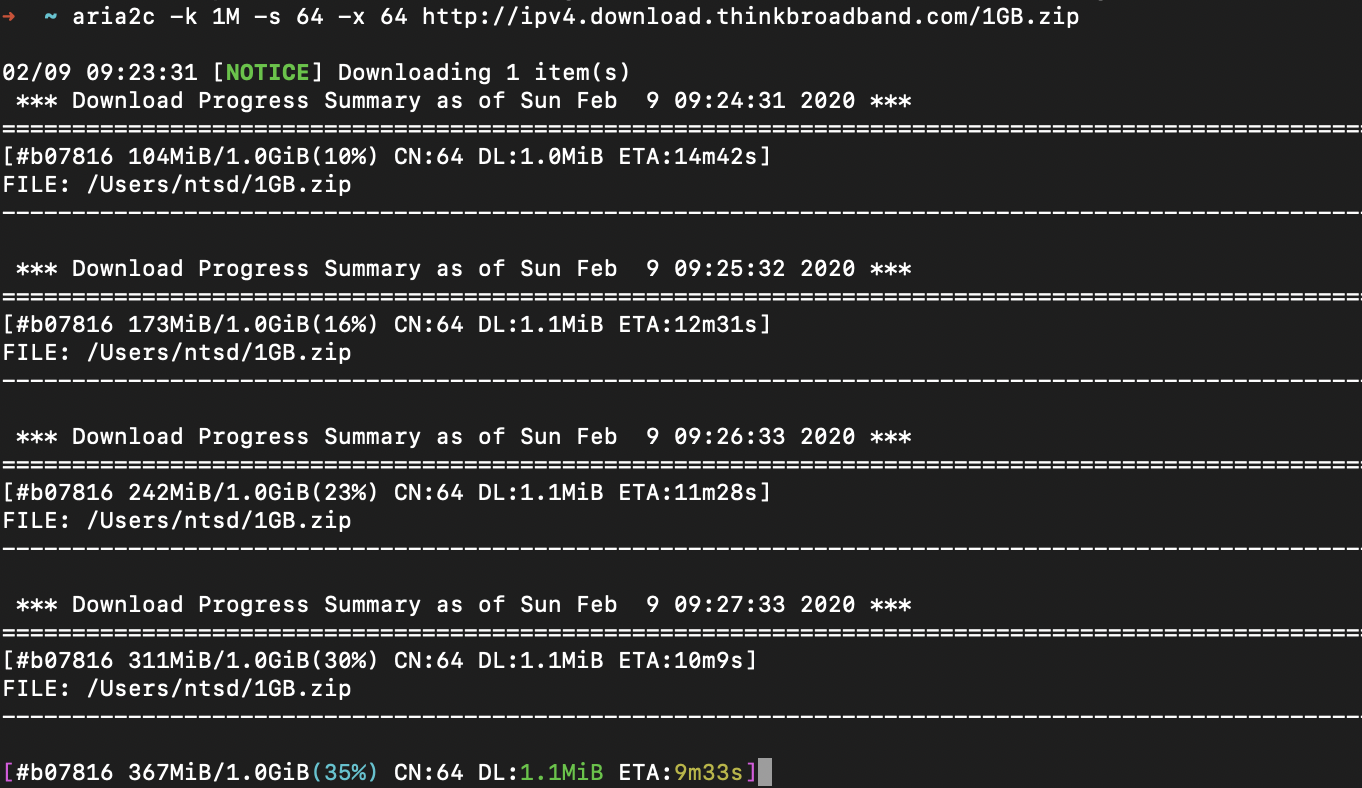 → ~ aria2c -k 1M -s 64 -x 64 http://ipv4.download.thinkbroadband.com/1GB.zip
02/09 09:23:31 [NOTICE] Downloading 1 item(s)
*** Download Progress Summary as of Sun Feb  9 09:24:31 2020 ***
=================================================================================================
[#b07816 104MiB/1.0GiB(10%) CN:64 DL:1.0MiB ETA:14m42s]
FILE: /Users/ntsd/1GB.zip
-------------------------------------------------------------------------------------------------
*** Download Progress Summary as of Sun Feb  9 09:25:32 2020 ***
=================================================================================================
[#b07816 173MiB/1.0GiB(16%) CN:64 DL:1.1MiB ETA:12m31s]
FILE: /Users/ntsd/1GB.zip
-------------------------------------------------------------------------------------------------
*** Download Progress Summary as of Sun Feb  9 09:26:33 2020 ***
=================================================================================================
[#b07816 242MiB/1.0GiB(23%) CN:64 DL:1.1MiB ETA:11m28s]
FILE: /Users/ntsd/1GB.zip
-------------------------------------------------------------------------------------------------
*** Download Progress Summary as of Sun Feb  9 09:27:33 2020 ***
=================================================================================================
[#b07816 311MiB/1.0GiB(30%) CN:64 DL:1.1MiB ETA:10m9s]
FILE: /Users/ntsd/1GB.zip
-------------------------------------------------------------------------------------------------
[#b07816 367MiB/1.0GiB(35%) CN:64 DL:1.1MiB ETA:9m33s]